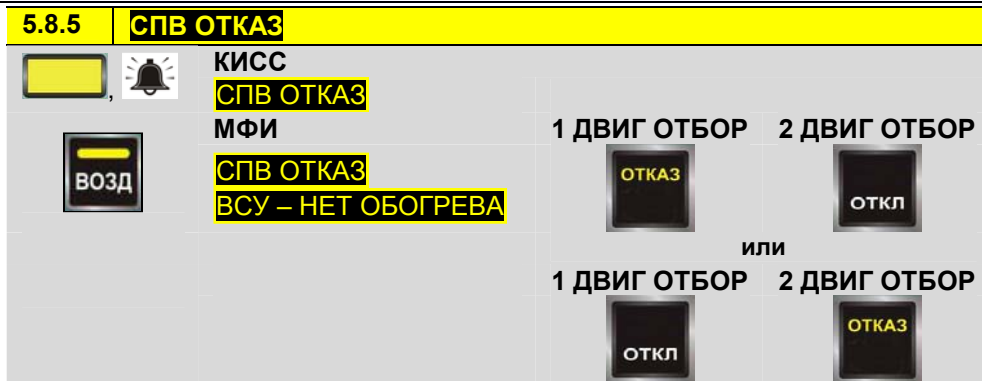 5.8.5 СПВ ОТКАЗ
, КИСС
СПВ ОТКАЗ
МФИ 1 ДВИГ ОТБОР 2 ДВИГ ОТБОР
ВОЗД СПВ ОТКАЗ ОТКАЗ ОТКЛ
ВСУ – НЕТ ОБОГРЕВА
или
1 ДВИГ ОТБОР 2 ДВИГ ОТБОР
ОТКЛ ОТКАЗ